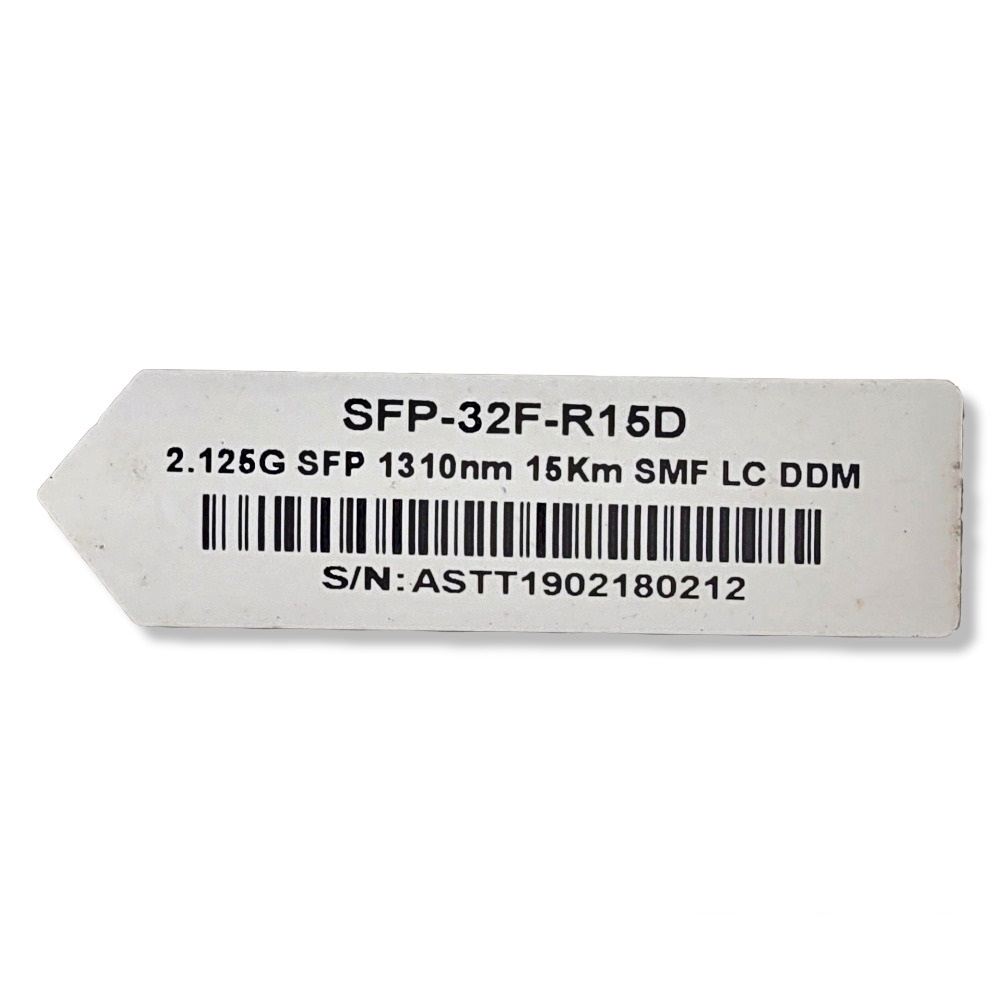 SFP-32F-R15D
2.125G SFP 1310nm 15Km SMF LC DDM
S/N:ASTT1902180212